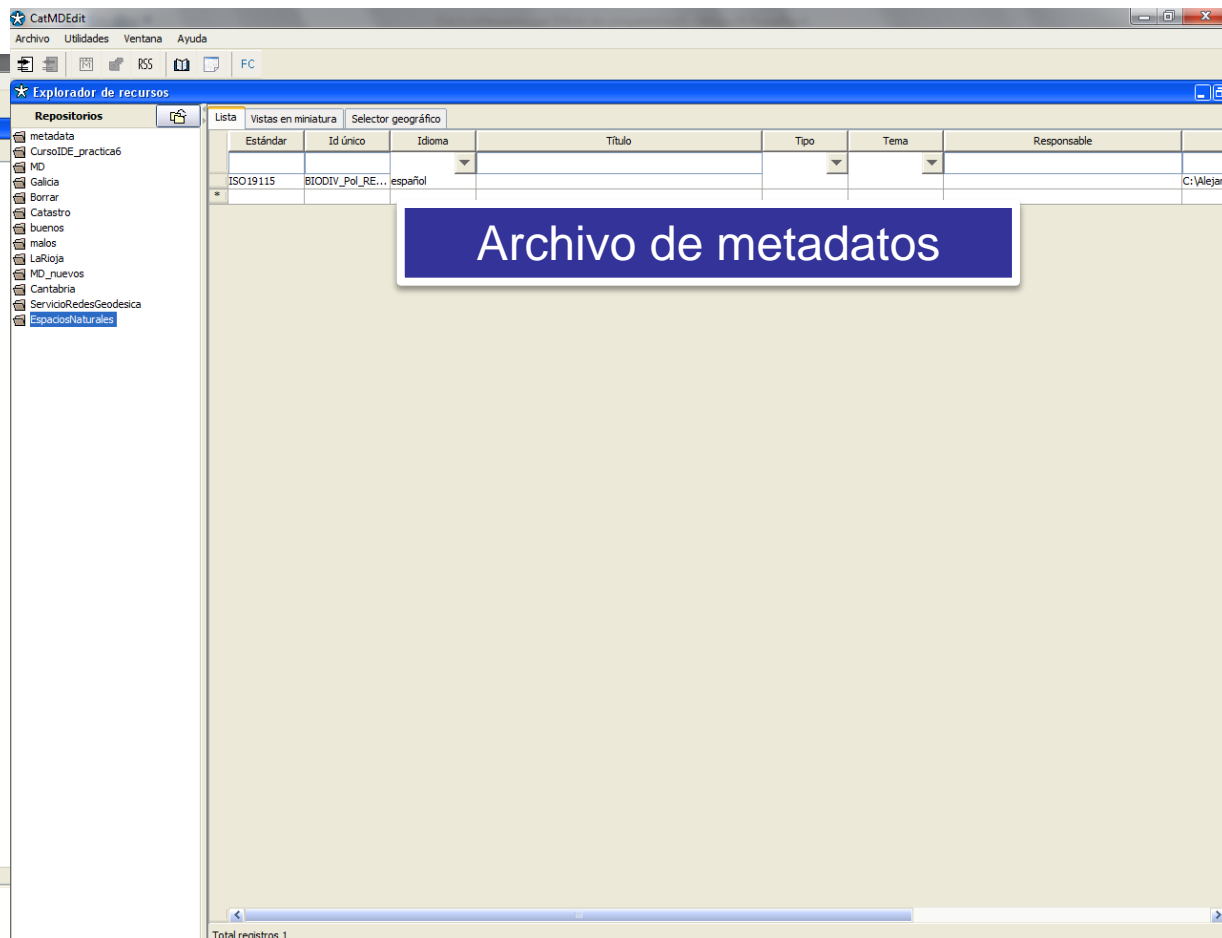 CatMDEdit
Archivo Utilidades Ventana Ayuda
RSS FC
Explorador de recursos
Repositorios
metadata
CursoIDE_practica6
MD
Galicia
Borrar
Catastro
buenos
malos
LaRioja
MD_nuevos
Cantabria
ServicioRedesGeodesica
EspaciosNaturales
Lista Vistas en miniatura Selector geográfico
Estándar Id único Idioma Título Tipo Tema Responsable
ISO19115 BIODIV_Pol_RE... español C:\Alejar
*
Archivo de metadatos
Total registros 1